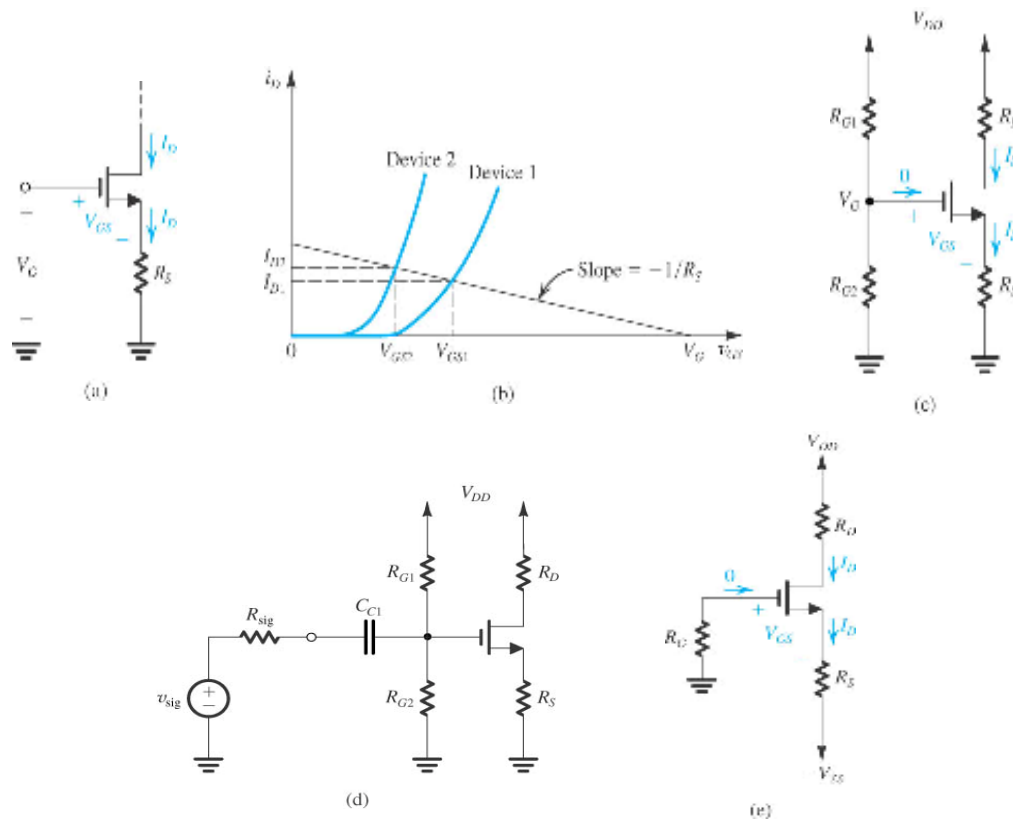 I_D
+
V_GS
−
I_D
−
V_G
−
R_S
(a)
i_D
Device 2
Device 1
I_D2
I_D1
Slope = −1/R_S
0
V_GS2
V_GS1
V_G
v_GS
(b)
V_DD
R_G1
0
V_G
+
V_GS
−
R_G2
(c)
V_DD
R_G1
R_D
C_C1
R_sig
v_sig
+
−
R_G2
R_S
(d)
V_DD
R_D
0
I_D
+
V_GS
−
I_D
R_G
R_S
V_SS
(e)